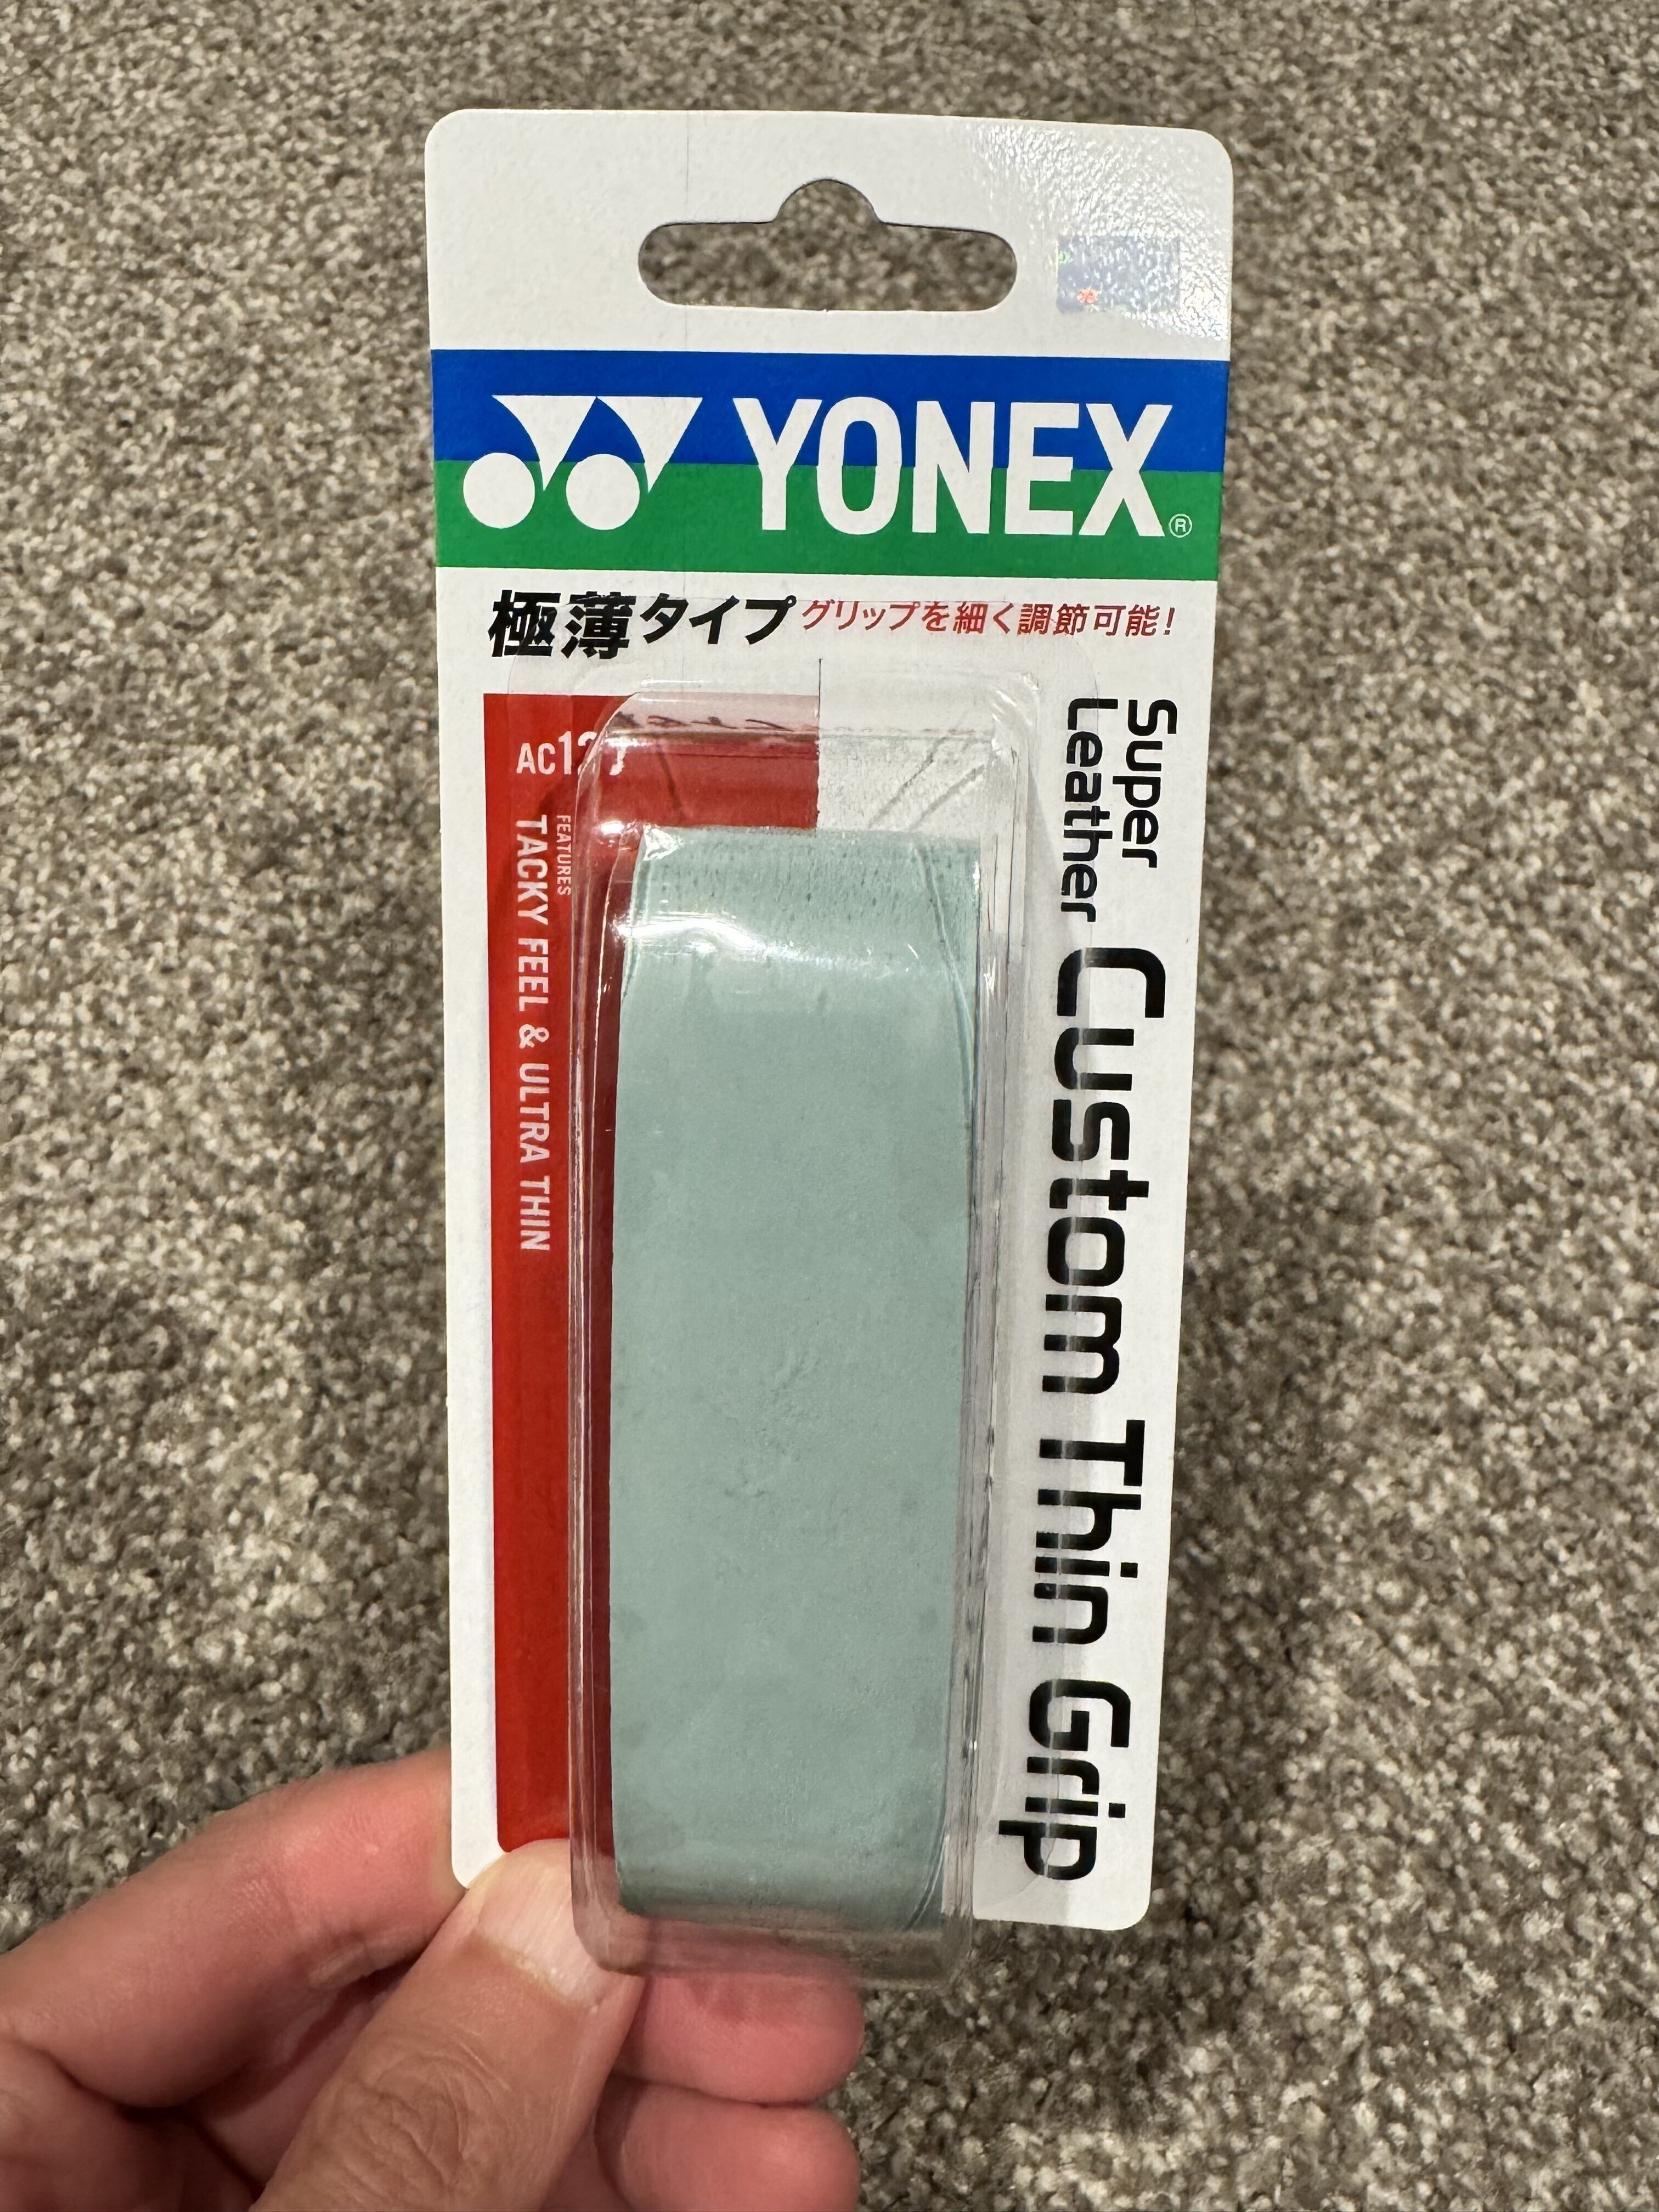 YONEX®
極薄タイプ グリップを細く調節可能!
Super
Leather
Custom Thin Grip
FEATURES
TACKY FEEL & ULTRA THIN